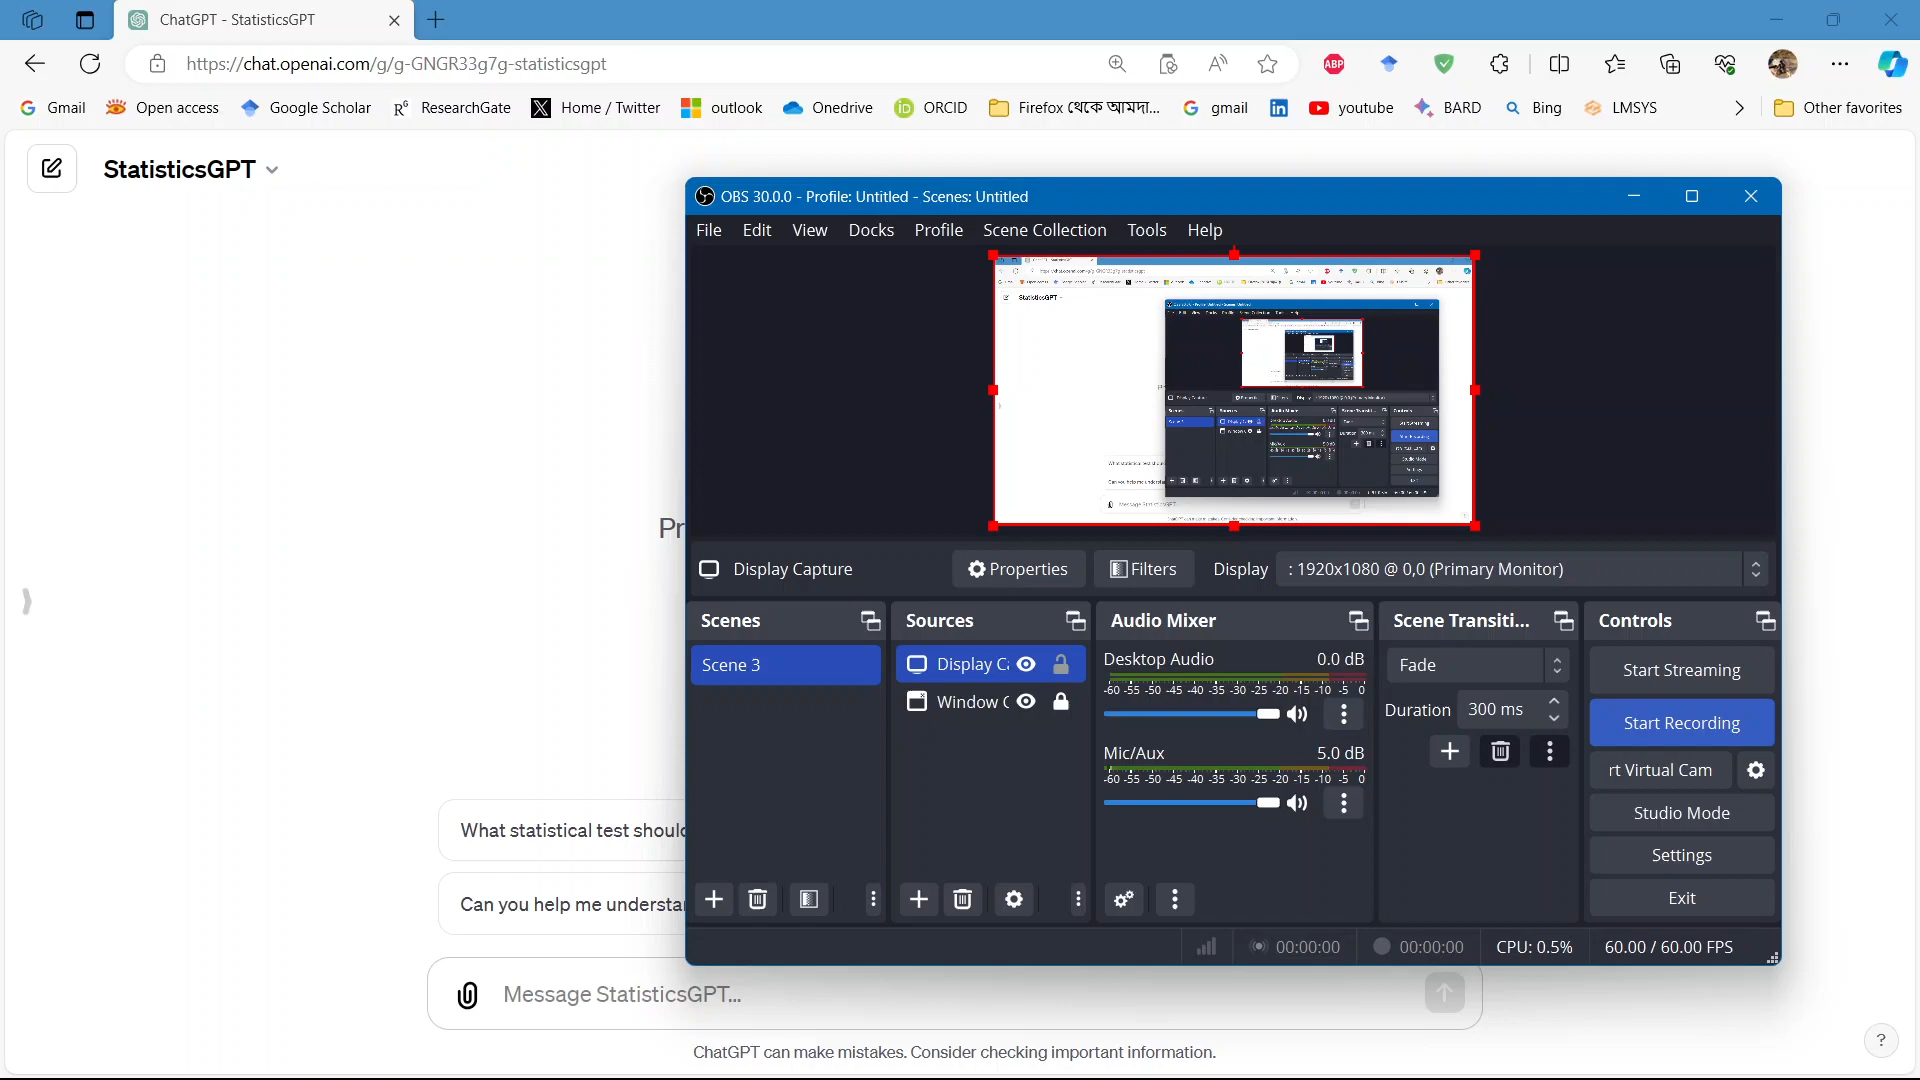 ChatGPT - StatisticsGPT
https://chat.openai.com/g/g-GNGR33g7g-statisticsgpt
ABP
Gmail Open access Google Scholar ResearchGate Home / Twitter outlook Onedrive ORCID Firefox থেকে আমদা... gmail youtube BARD Bing LMSYS Other favorites
StatisticsGPT
OBS 30.0.0 - Profile: Untitled - Scenes: Untitled
File Edit View Docks Profile Scene Collection Tools Help
Pr
Display Capture Properties Filters Display : 1920x1080 @ 0,0 (Primary Monitor)
Scenes Sources Audio Mixer Scene Transiti... Controls
Scene 3
Display Ca
Window C
Desktop Audio 0.0 dB
-60 -55 -50 -45 -40 -35 -30 -25 -20 -15 -10 -5 0
Mic/Aux 5.0 dB
-60 -55 -50 -45 -40 -35 -30 -25 -20 -15 -10 -5 0
Fade
Duration 300 ms
Start Streaming
Start Recording
rt Virtual Cam
Studio Mode
Settings
Exit
00:00:00 00:00:00 CPU: 0.5% 60.00 / 60.00 FPS
What statistical test should
Can you help me understa
Message StatisticsGPT...
ChatGPT can make mistakes. Consider checking important information.
?